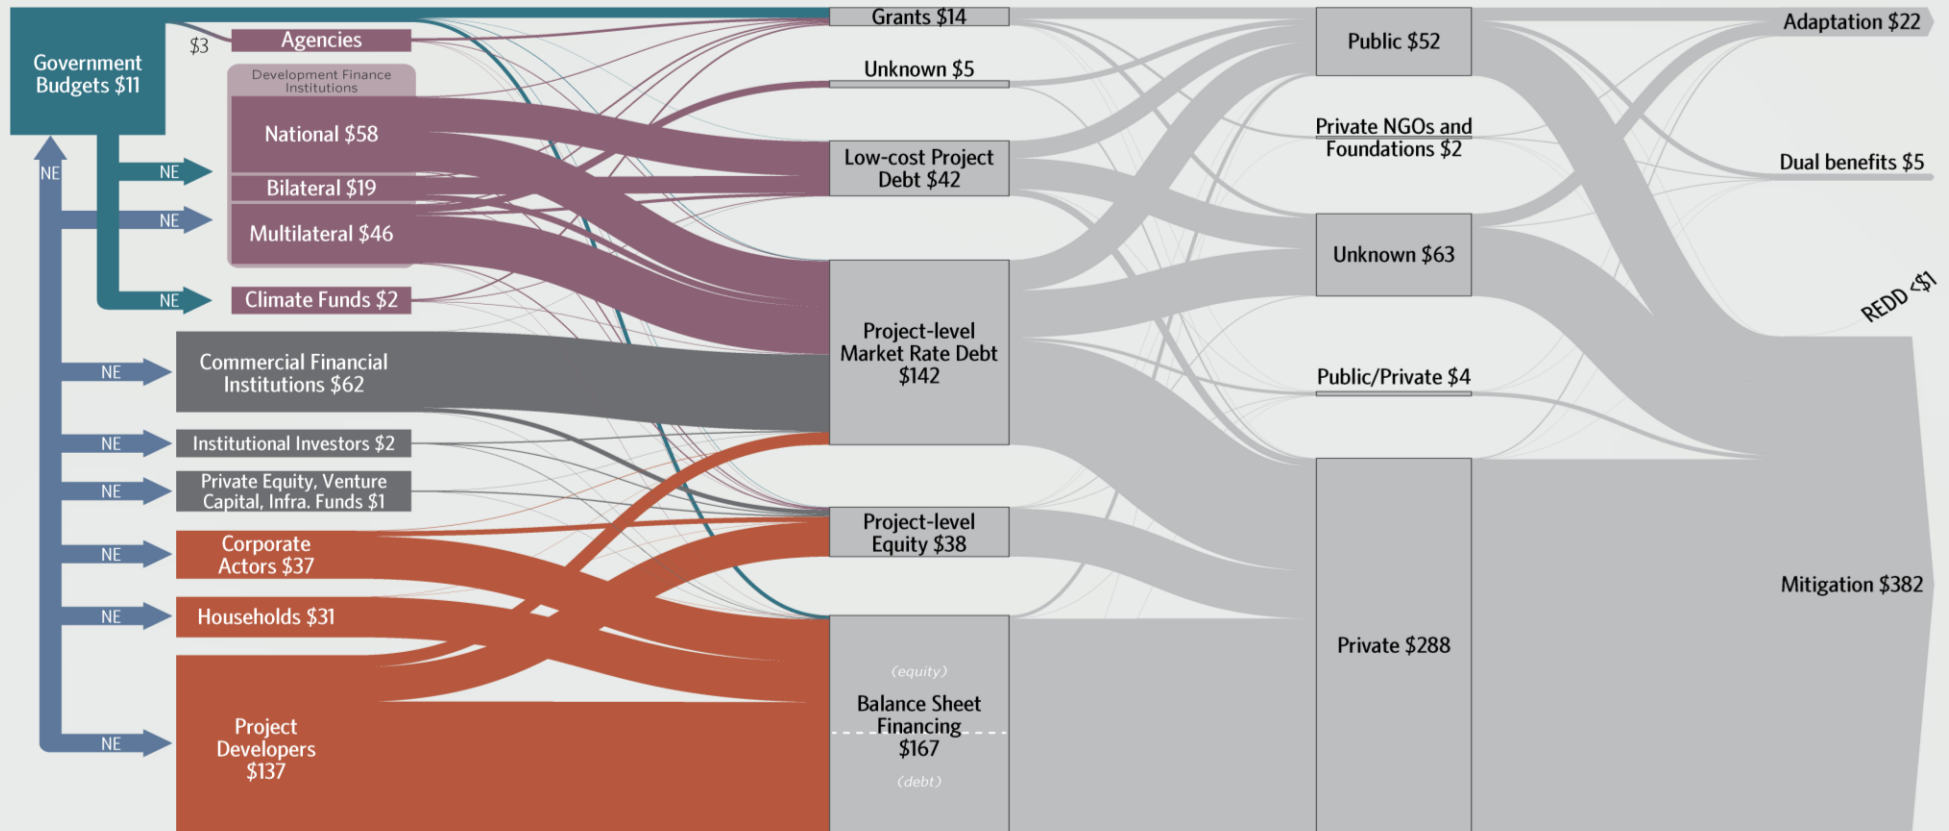 Government
Budgets $11
$3
Agencies
Development Finance
Institutions
National $58
Bilateral $19
Multilateral $46
Climate Funds $2
Commercial Financial
Institutions $62
Institutional Investors $2
Private Equity, Venture
Capital, Infra. Funds $1
Corporate
Actors $37
Households $31
Project
Developers
$137
NE
NE
NE
NE
NE
NE
NE
NE
NE
NE
Grants $14
Unknown $5
Low-cost Project
Debt $42
Project-level
Market Rate Debt
$142
Project-level
Equity $38
(equity)
Balance Sheet
Financing
$167
(debt)
Public $52
Private NGOs and
Foundations $2
Unknown $63
Public/Private $4
Private $288
Adaptation $22
Dual benefits $5
REDD <$1
Mitigation $382